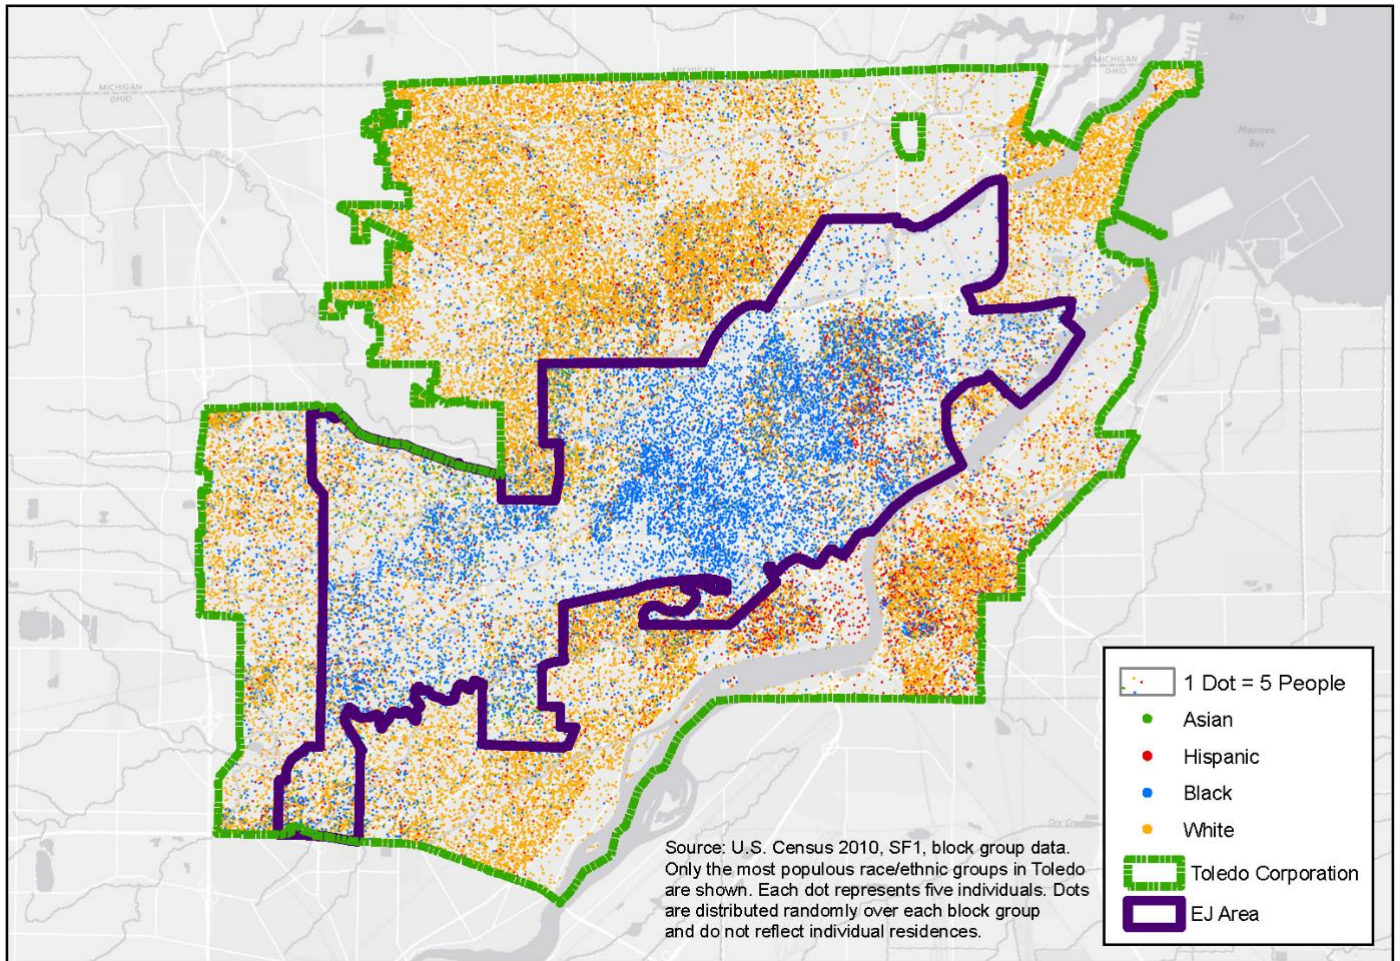 Bay.
MICHIGAN
MICHIGAN
OHIO
MICHIGAN
OHIO
Maumee
Bay
1 Dot = 5 People
Asian
Hispanic
Black
White
Toledo Corporation
EJ Area
Source: U.S. Census 2010, SF1, block group data.
Only the most populous race/ethnic groups in Toledo
are shown. Each dot represents five individuals. Dots
are distributed randomly over each block group
and do not reflect individual residences.